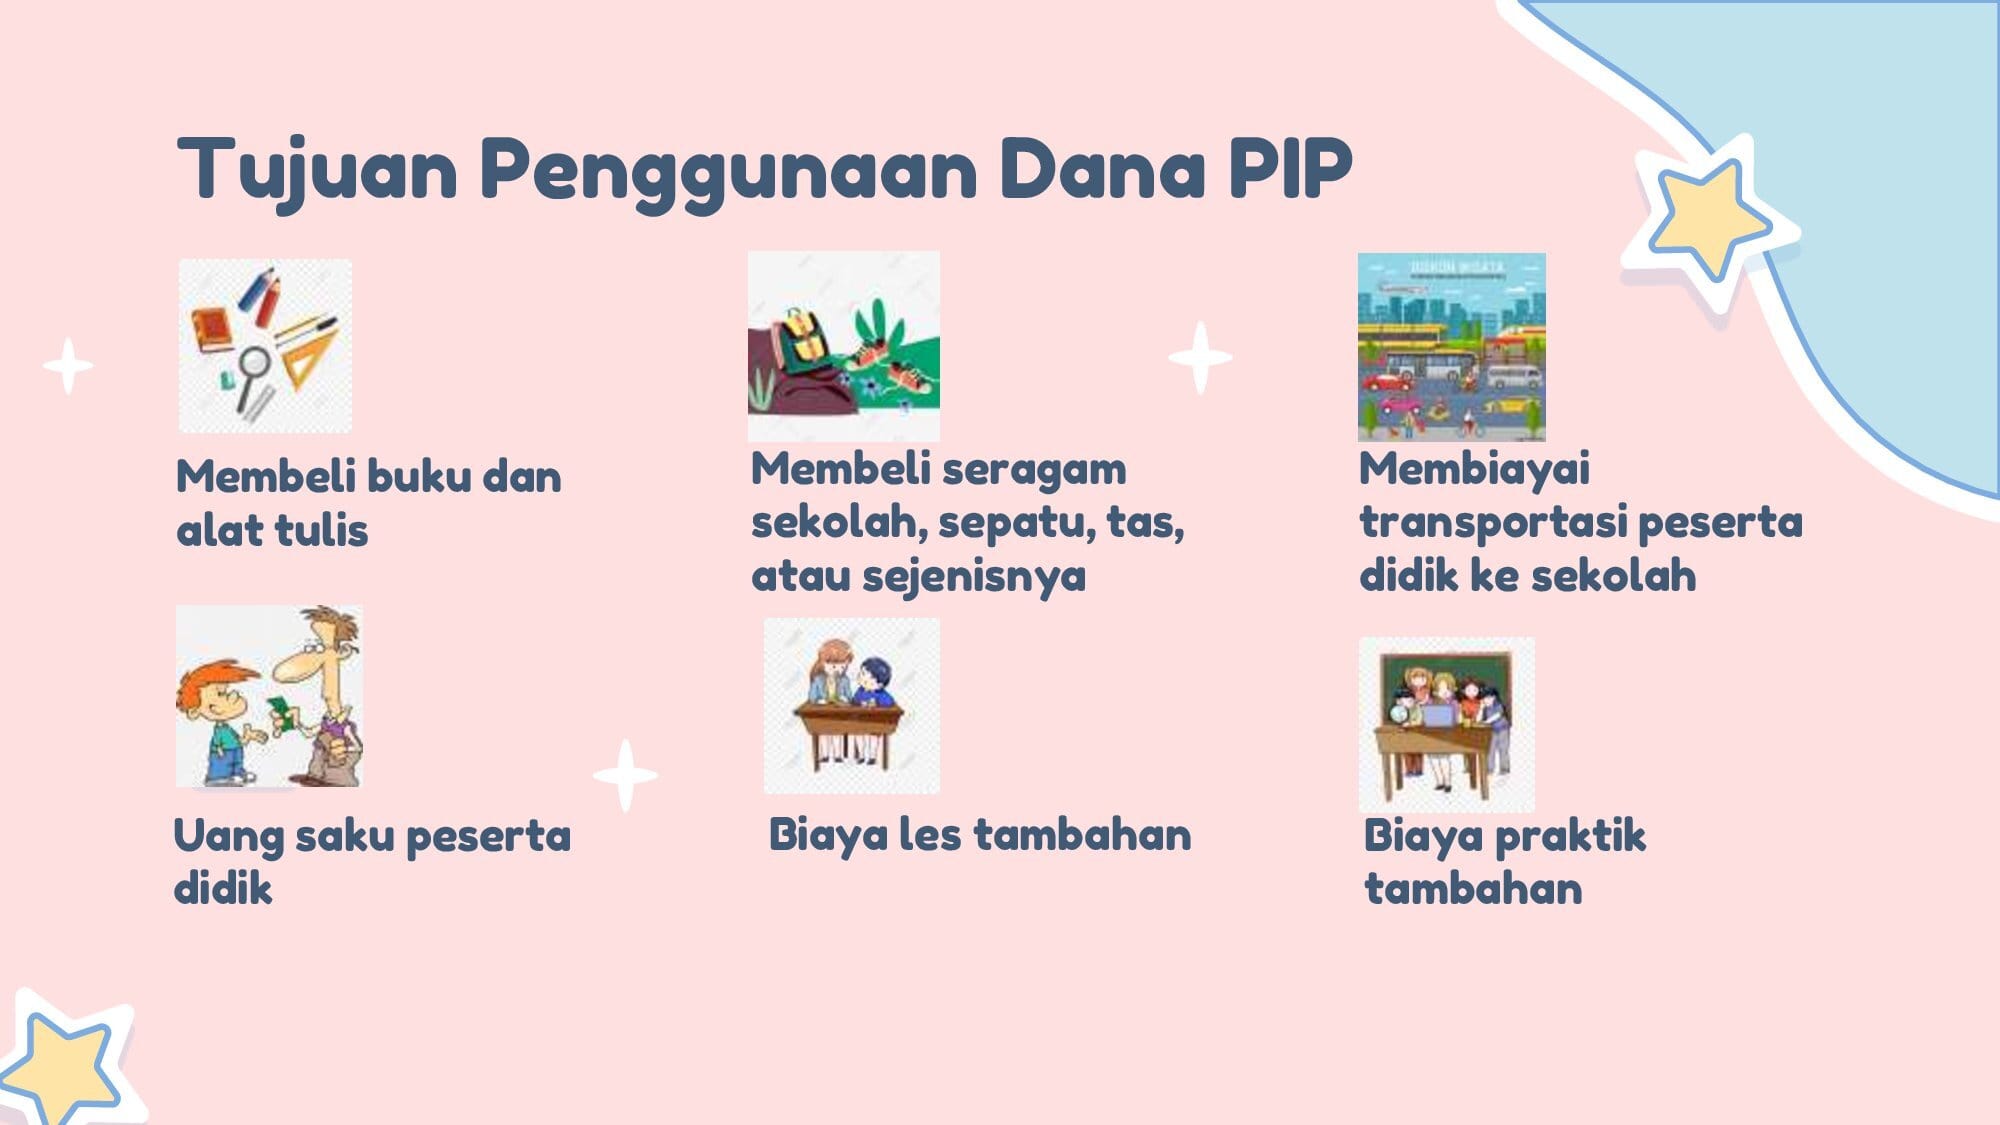 Tujuan Penggunaan Dana PIP
Membeli buku dan
alat tulis
Membeli seragam
sekolah, sepatu, tas,
atau sejenisnya
Membiayai
transportasi peserta
didik ke sekolah
Uang saku peserta
didik
Biaya les tambahan
Biaya praktik
tambahan